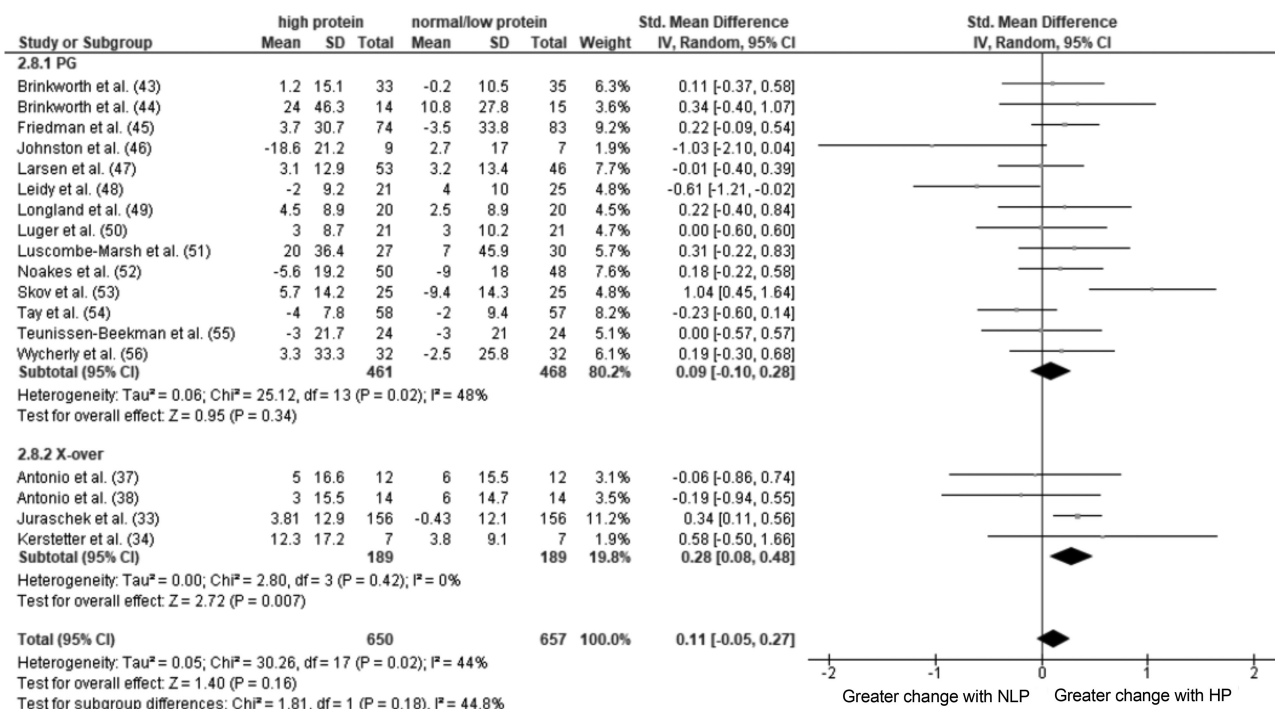 high protein normal/low protein Std. Mean Difference Std. Mean Difference
Study or Subgroup Mean SD Total Mean SD Total Weight IV, Random, 95% CI IV, Random, 95% CI
2.8.1 PG
Brinkworth et al. (43) 1.2 15.1 33 -0.2 10.5 35 6.3% 0.11 [-0.37, 0.58]
Brinkworth et al. (44) 24 46.3 14 10.8 27.8 15 3.6% 0.34 [-0.40, 1.07]
Friedman et al. (45) 3.7 30.7 74 -3.5 33.8 83 9.2% 0.22 [-0.09, 0.54]
Johnston et al. (46) -18.6 21.2 9 2.7 17 7 1.9% -1.03 [-2.10, 0.04]
Larsen et al. (47) 3.1 12.9 53 3.2 13.4 46 7.7% -0.01 [-0.40, 0.39]
Leidy et al. (48) -2 9.2 21 4 10 25 4.8% -0.61 [-1.21, -0.02]
Longland et al. (49) 4.5 8.9 20 2.5 8.9 20 4.5% 0.22 [-0.40, 0.84]
Luger et al. (50) 3 8.7 21 3 10.2 21 4.7% 0.00 [-0.60, 0.60]
Luscombe-Marsh et al. (51) 20 36.4 27 7 45.9 30 5.7% 0.31 [-0.22, 0.83]
Noakes et al. (52) -5.6 19.2 50 -9 18 48 7.6% 0.18 [-0.22, 0.58]
Skov et al. (53) 5.7 14.2 25 -9.4 14.3 25 4.8% 1.04 [0.45, 1.64]
Tay et al. (54) -4 7.8 58 -2 9.4 57 8.2% -0.23 [-0.60, 0.14]
Teunissen-Beekman et al. (55) -3 21.7 24 -3 21 24 5.1% 0.00 [-0.57, 0.57]
Wycherly et al. (56) 3.3 33.3 32 -2.5 25.8 32 6.1% 0.19 [-0.30, 0.68]
Subtotal (95% CI) 461 468 80.2% 0.09 [-0.10, 0.28]
Heterogeneity: Tau² = 0.06; Chi² = 25.12, df = 13 (P = 0.02); I² = 48%
Test for overall effect: Z = 0.95 (P = 0.34)
2.8.2 X-over
Antonio et al. (37) 5 16.6 12 6 15.5 12 3.1% -0.06 [-0.86, 0.74]
Antonio et al. (38) 3 15.5 14 6 14.7 14 3.5% -0.19 [-0.94, 0.55]
Juraschek et al. (33) 3.81 12.9 156 -0.43 12.1 156 11.2% 0.34 [0.11, 0.56]
Kerstetter et al. (34) 12.3 17.2 7 3.8 9.1 7 1.9% 0.58 [-0.50, 1.66]
Subtotal (95% CI) 189 189 19.8% 0.28 [0.08, 0.48]
Heterogeneity: Tau² = 0.00; Chi² = 2.80, df = 3 (P = 0.42); I² = 0%
Test for overall effect: Z = 2.72 (P = 0.007)
Total (95% CI) 650 657 100.0% 0.11 [-0.05, 0.27]
Heterogeneity: Tau² = 0.05; Chi² = 30.26, df = 17 (P = 0.02); I² = 44%
Test for overall effect: Z = 1.40 (P = 0.16)
Test for subgroup differences: Chi² = 1.81, df = 1 (P = 0.18), I² = 44.8%
-2 -1 0 1 2
Greater change with NLP Greater change with HP